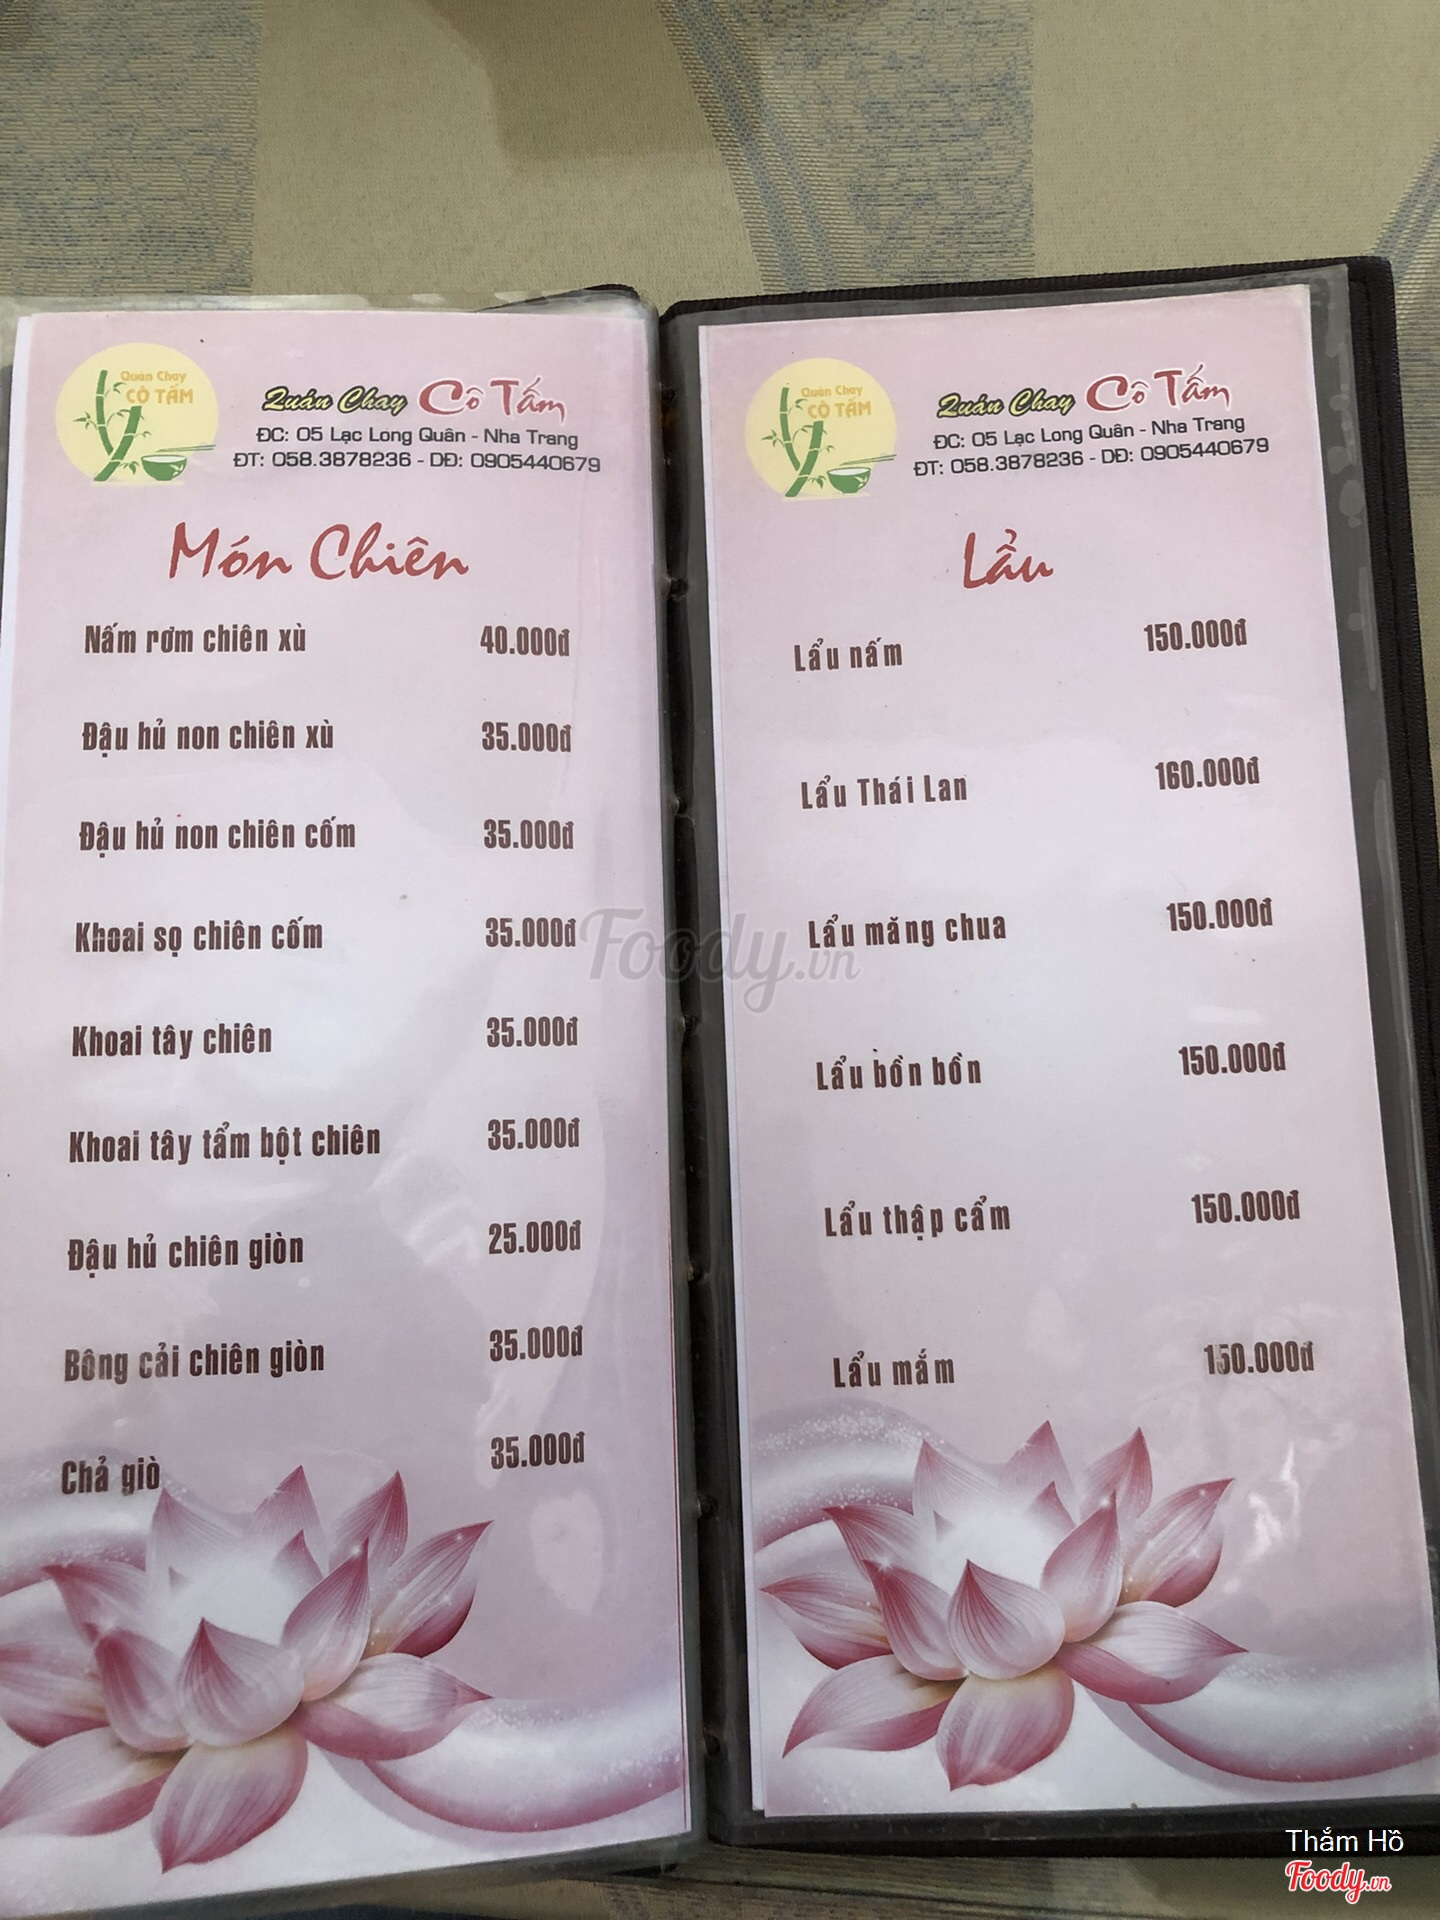 Quán Chay
CÔ TẤM
Quán Chay Cô Tấm
ĐC: 05 Lạc Long Quân - Nha Trang
ĐT: 058.3878236 - DĐ: 0905440679
Món Chiên
Nấm rơm chiên xù 40.000đ
Đậu hủ non chiên xù 35.000đ
Đậu hủ non chiên cốm 35.000đ
Khoai sọ chiên cốm 35.000đ
Khoai tây chiên 35.000đ
Khoai tây tẩm bột chiên 35.000đ
Đậu hủ chiên giòn 25.000đ
Bông cải chiên giòn 35.000đ
Chả giò 35.000đ
Quán Chay
CÔ TẤM
Quán Chay Cô Tấm
ĐC: 05 Lạc Long Quân - Nha Trang
ĐT: 058.3878236 - DĐ: 0905440679
Lẩu
Lẩu nấm 150.000đ
Lẩu Thái Lan 160.000đ
Lẩu măng chua 150.000đ
Lẩu bồn bồn 150.000đ
Lẩu thập cẩm 150.000đ
Lẩu mắm 150.000đ
Foody.vn
Thắm Hồ
Foody.vn